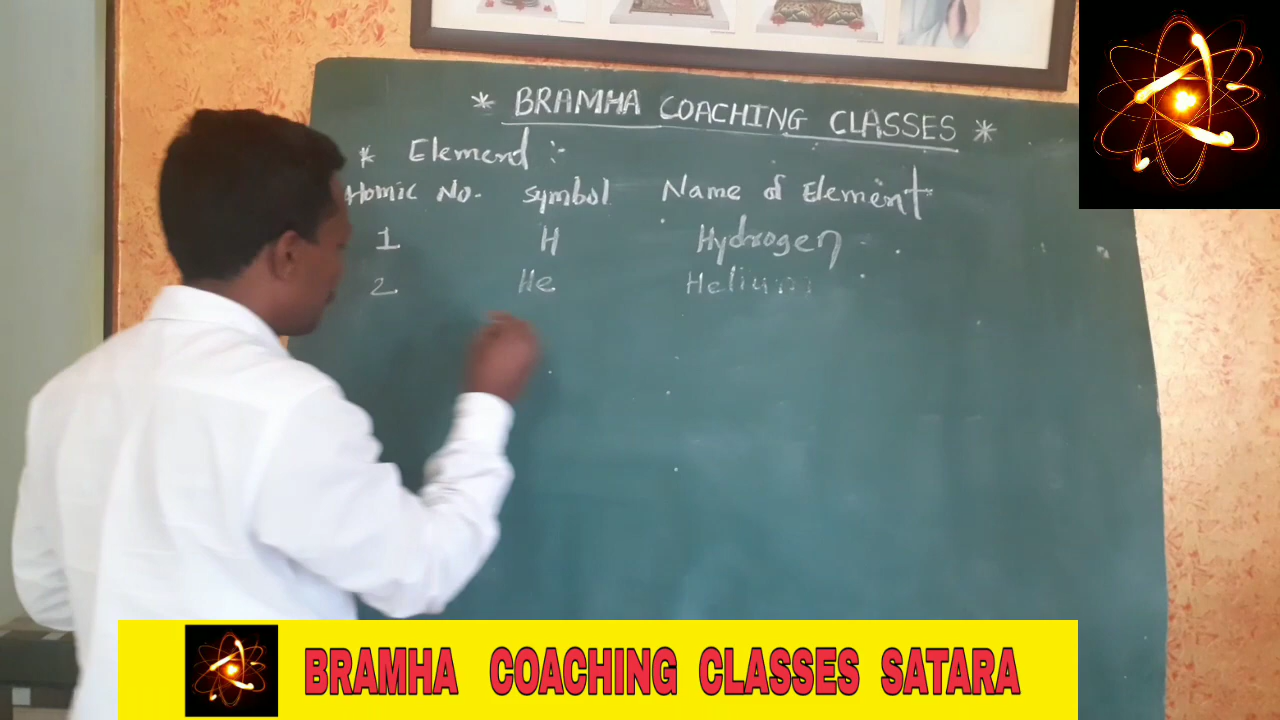 * BRAMHA COACHING CLASSES *
* Element :-
Atomic No. symbol Name of Element
1 H Hydrogen
2 He Helium
BRAMHA COACHING CLASSES SATARA